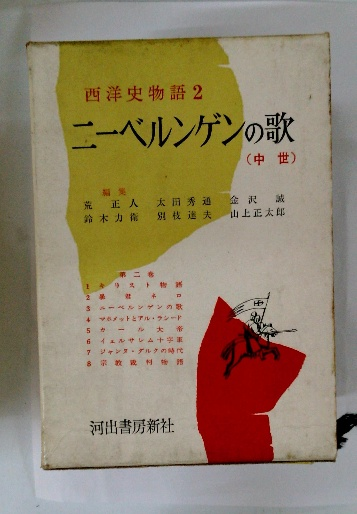 西洋史物語2
ニーベルンゲンの歌
(中世)
編集
荒 正人 太田秀通 金沢 誠
鈴木力衛 別枝達夫 山上正太郎
第二巻
1 キリスト物語
2 暴君ネロ
3 ニーベルンゲンの歌
4 マホメットとアル・ラシード
5 カール大帝
6 イェルサレム十字軍
7 ジャンヌ・ダルクの時代
8 宗教裁判物語
河出書房新社